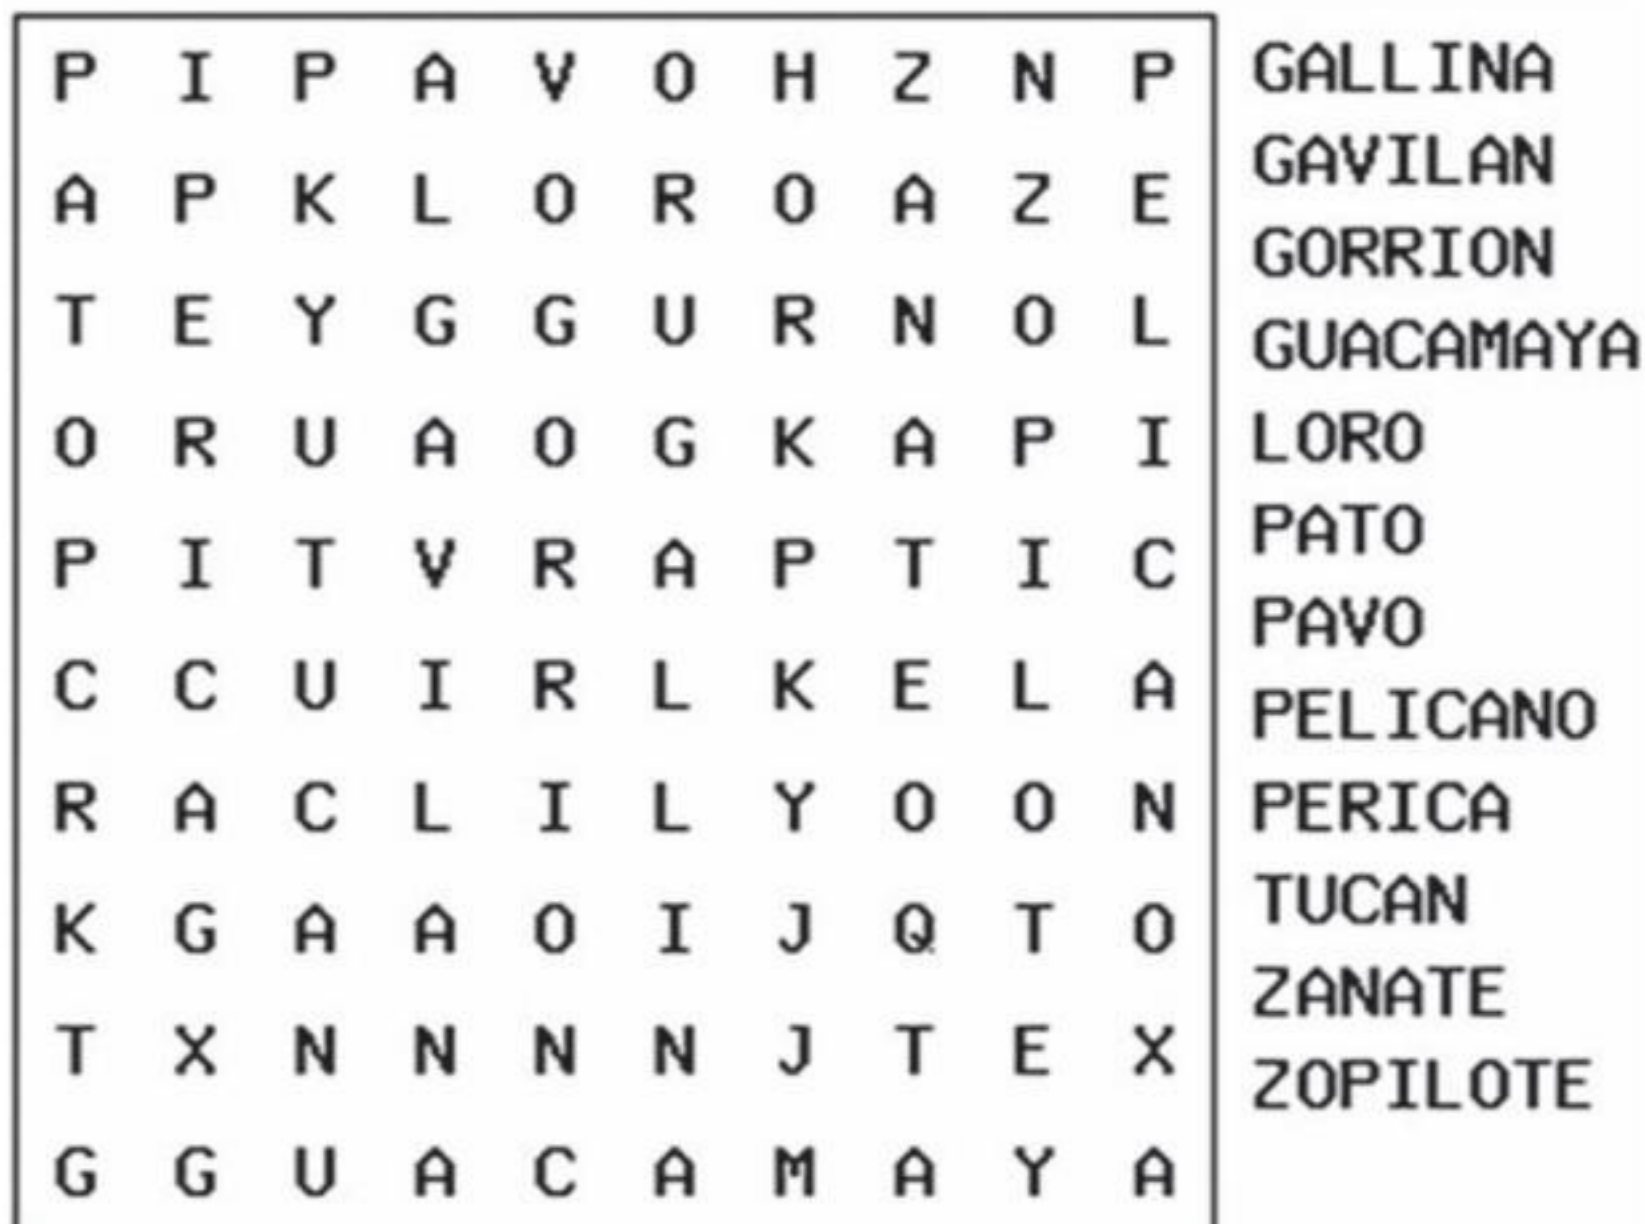 P I P A V O H Z N P
A P K L O R O A Z E
T E Y G G U R N O L
O R U A O G K A P I
P I T V R A P T I C
C C U I R L K E L A
R A C L I L Y O O N
K G A A O I J Q T O
T X N N N N J T E X
G G U A C A M A Y A
GALLINA
GAVILAN
GORRION
GUACAMAYA
LORO
PATO
PAVO
PELICANO
PERICA
TUCAN
ZANATE
ZOPILOTE